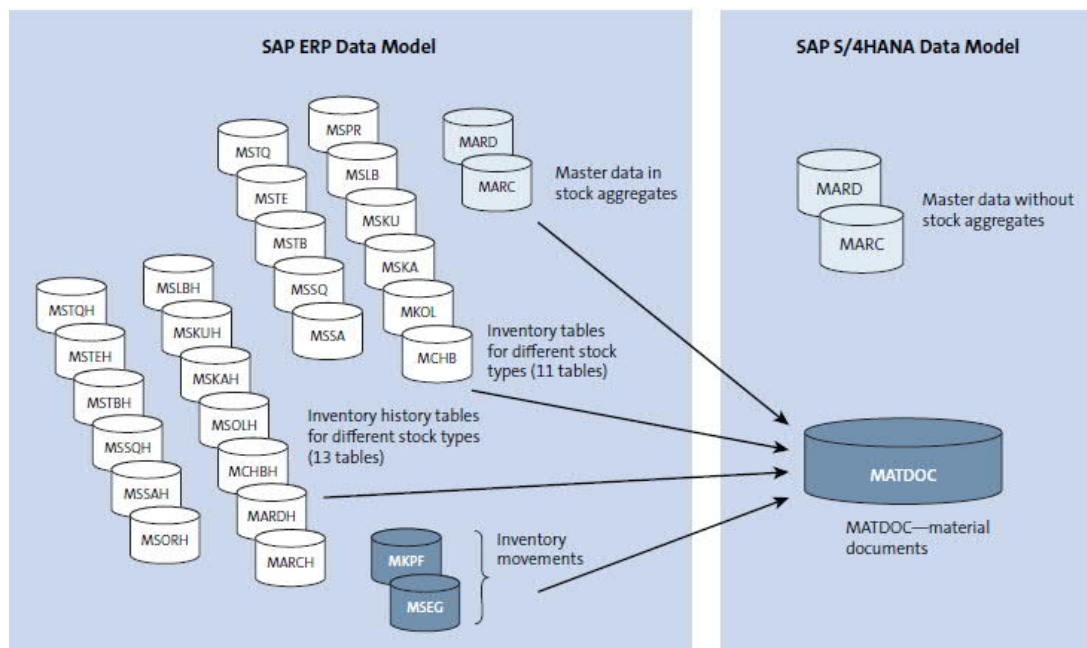 SAP ERP Data Model
SAP S/4HANA Data Model
MSPR
MSTQ
MARD
MSLB
MARC
MSTE
MSKU
MSTB
MSKA
MSSQ
MKOL
MSSA
MCHB
Master data in
stock aggregates
MARD
MARC
Master data without
stock aggregates
MSLBH
MSTQH
MSKUH
MSTEH
MSKAH
MSTBH
MSOLH
MSSQH
MCHBH
MSSAH
MARDH
MSORH
MARCH
Inventory tables
for different stock
types (11 tables)
Inventory history tables
for different stock types
(13 tables)
MKPF
MSEG
Inventory
movements
MATDOC
MATDOC—material
documents